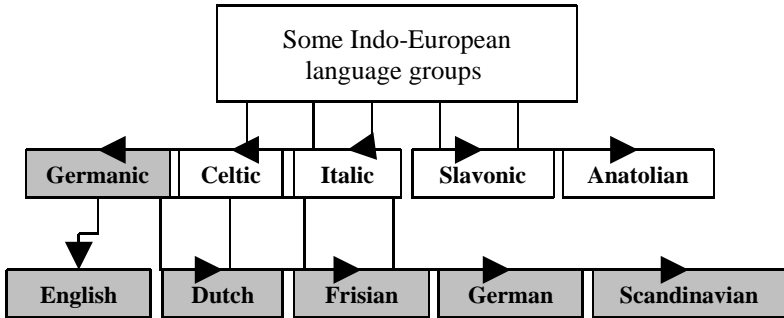 Some Indo-European
language groups
Germanic Celtic Italic Slavonic Anatolian
English Dutch Frisian German Scandinavian